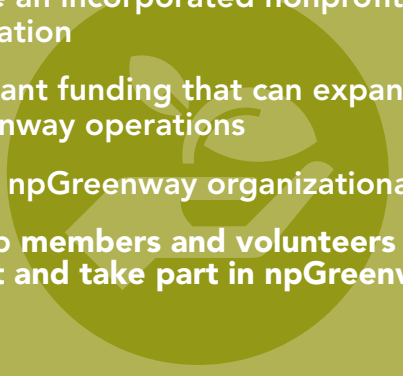 an incorporated nonprofit
ation
ant funding that can expan
nway operations
npGreenway organizationa
members and volunteers
and take part in npGreenw